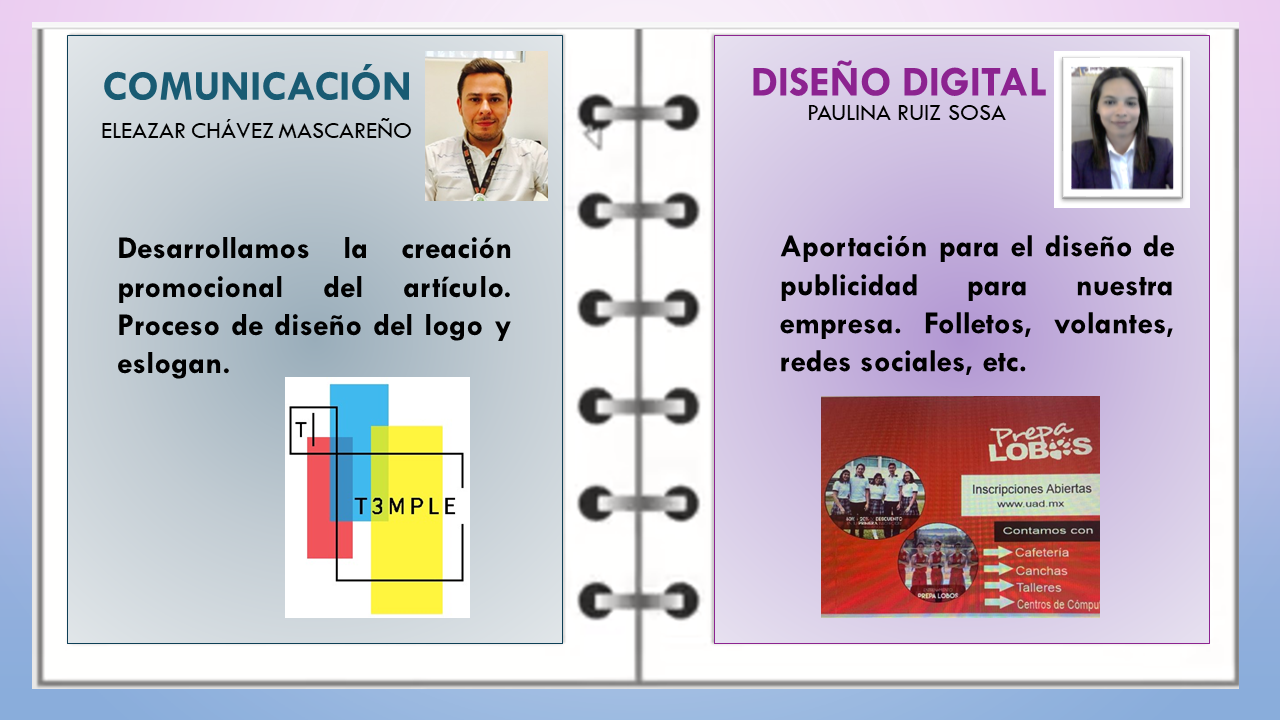 COMUNICACIÓN
ELEAZAR CHÁVEZ MASCAREÑO
Desarrollamos la creación
promocional del artículo.
Proceso de diseño del logo y
eslogan.
T
T3MPLE
DISEÑO DIGITAL
PAULINA RUIZ SOSA
Aportación para el diseño de
publicidad para nuestra
empresa. Folletos, volantes,
redes sociales, etc.
Prepa
LOBOS
Inscripciones Abiertas
www.uad.mx
DESCUENTO
PREPA LOBOS
Contamos con
Cafetería
Canchas
Talleres
Centros de Cómpu